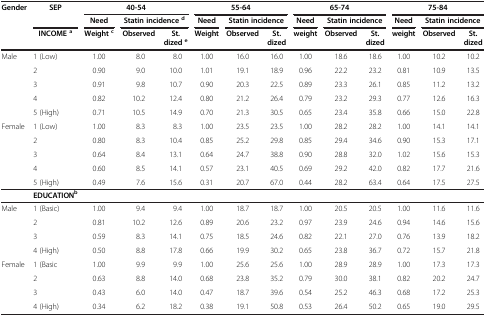 Gender SEP 40-54 55-64 65-74 75-84
Need Statin incidence d Need Statin incidence Need Statin incidence Need Statin incidence
INCOME a Weight c Observed St. dized e Weight Observed St. dized weight Observed St. dized weight Observed St. dized
Male 1 (Low) 1.00 8.0 8.0 1.00 16.0 16.0 1.00 18.6 18.6 1.00 10.2 10.2
2 0.90 9.0 10.0 1.01 19.1 18.9 0.96 22.2 23.2 0.81 10.9 13.5
3 0.91 9.8 10.7 0.90 20.3 22.5 0.89 23.3 26.1 0.85 11.2 13.2
4 0.82 10.2 12.4 0.80 21.2 26.4 0.79 23.2 29.3 0.77 12.6 16.3
5 (High) 0.71 10.5 14.9 0.70 21.3 30.5 0.65 23.4 35.8 0.66 15.0 22.8
Female 1 (Low) 1.00 8.3 8.3 1.00 23.5 23.5 1.00 28.2 28.2 1.00 14.1 14.1
2 0.80 8.3 10.4 0.85 25.2 29.8 0.85 29.4 34.6 0.90 15.3 17.1
3 0.64 8.4 13.1 0.64 24.7 38.8 0.90 28.8 32.0 1.02 15.6 15.3
4 0.60 8.5 14.1 0.57 23.1 40.5 0.69 29.2 42.0 0.82 17.7 21.6
5 (High) 0.49 7.6 15.6 0.31 20.7 67.0 0.44 28.2 63.4 0.64 17.5 27.5
EDUCATION b
Male 1 (Basic) 1.00 9.4 9.4 1.00 18.7 18.7 1.00 20.5 20.5 1.00 11.6 11.6
2 0.81 10.2 12.6 0.89 20.6 23.2 0.97 23.9 24.6 0.94 14.6 15.6
3 0.59 8.3 14.1 0.75 18.5 24.6 0.82 22.1 27.0 0.76 13.9 18.2
4 (High) 0.50 8.8 17.8 0.66 19.9 30.2 0.65 23.8 36.7 0.72 15.7 21.8
Female 1 (Basic 1.00 9.9 9.9 1.00 25.6 25.6 1.00 28.9 28.9 1.00 17.3 17.3
2 0.63 8.8 14.0 0.68 23.8 35.2 0.79 30.0 38.1 0.82 20.2 24.7
3 0.43 6.0 14.0 0.47 18.7 39.6 0.54 25.2 46.3 0.68 17.2 25.3
4 (High) 0.34 6.2 18.2 0.38 19.1 50.8 0.53 26.4 50.2 0.65 19.0 29.5